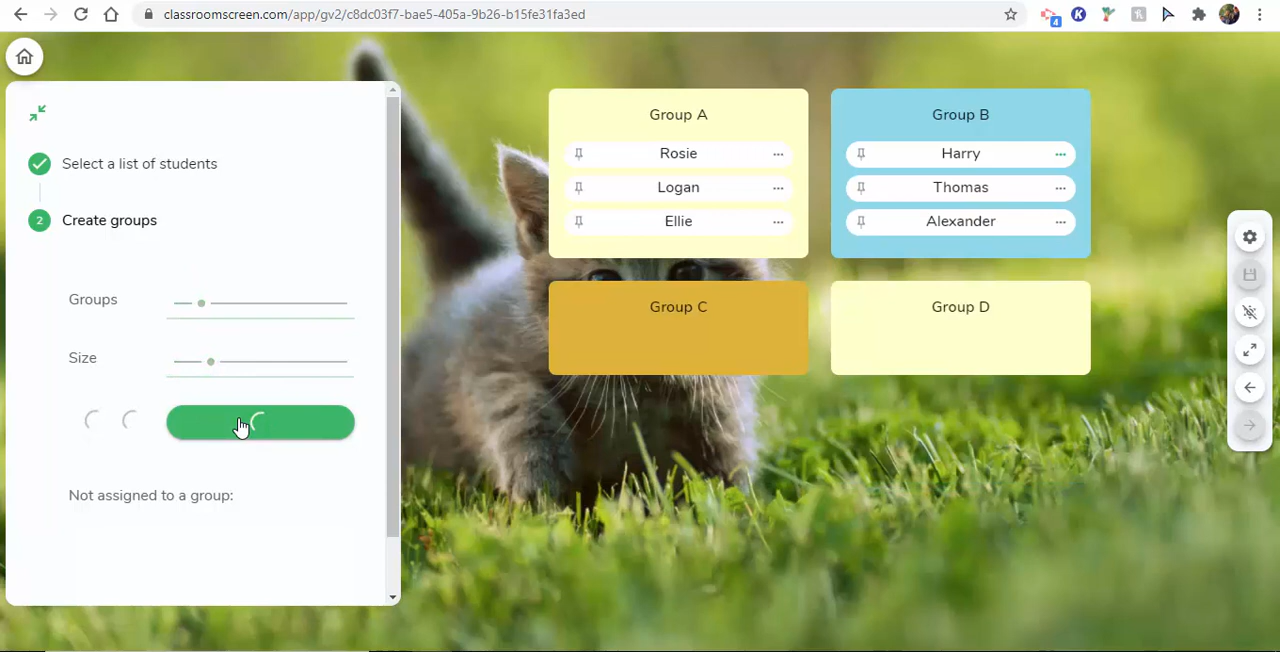 classroomscreen.com/app/gv2/c8dc03f7-bae5-405a-9b26-b15fe31fa3ed
4
Select a list of students
2 Create groups
Groups
Size
Not assigned to a group:
Group A
Rosie
Logan
Ellie
Group B
Harry
Thomas
Alexander
Group C
Group D